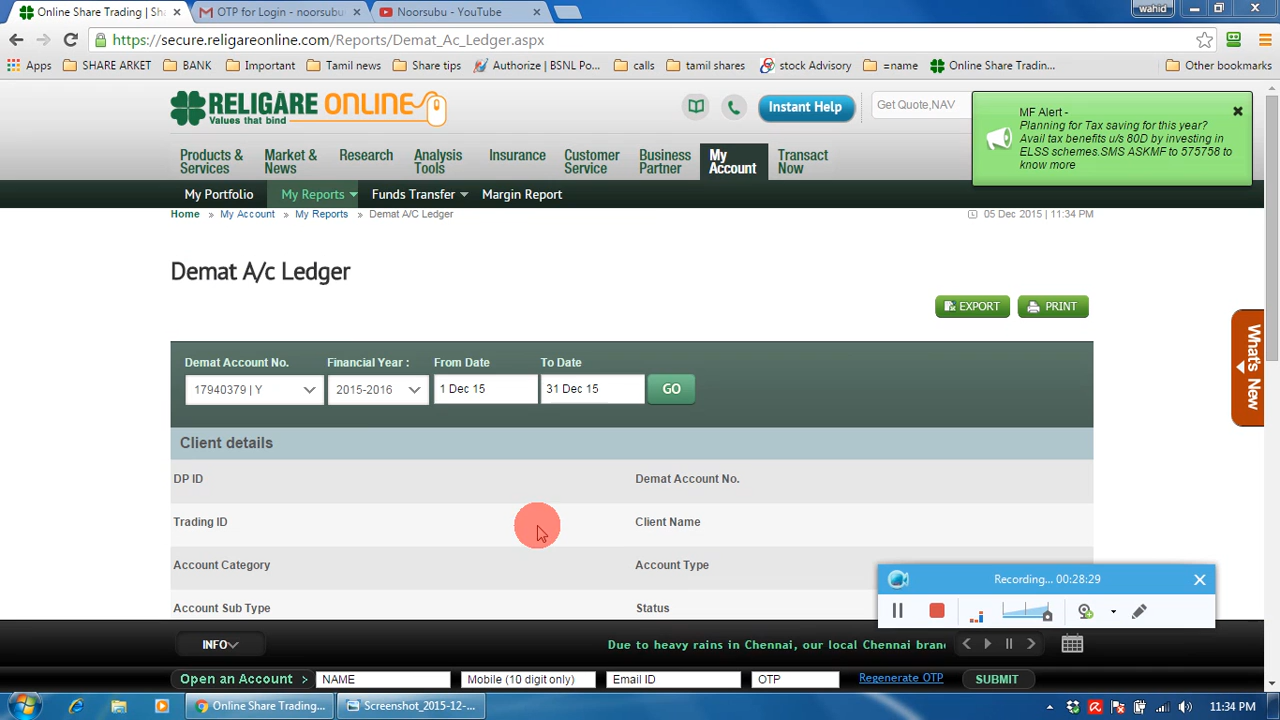 Online Share Trading | Sha
OTP for Login - noorsubu
Noorsubu - YouTube
wahid
https://secure.religareonline.com/Reports/Demat_Ac_Ledger.aspx
Apps
SHARE ARKET
BANK
Important
Tamil news
Share tips
Authorize | BSNL Po...
calls
tamil shares
stock Advisory
=name
Online Share Tradin...
Other bookmarks
RELIGARE ONLINE
Values that bind
Instant Help
Get Quote,NAV
MF Alert -
Planning for Tax saving for this year?
Avail tax benefits u/s 80D by investing in
ELSS schemes.SMS ASKMF to 575758 to
know more
Products & Services
Market & News
Research
Analysis Tools
Insurance
Customer Service
Business Partner
My Account
Transact Now
My Portfolio
My Reports
Funds Transfer
Margin Report
Home » My Account » My Reports » Demat A/C Ledger
05 Dec 2015 | 11:34 PM
Demat A/c Ledger
EXPORT
PRINT
What's New
Demat Account No.
Financial Year :
From Date
To Date
17940379 | Y
2015-2016
1 Dec 15
31 Dec 15
GO
Client details
DP ID
Demat Account No.
Trading ID
Client Name
Account Category
Account Type
Account Sub Type
Status
Recording... 00:28:29
INFO
Due to heavy rains in Chennai, our local Chennai bran
Open an Account >
NAME
Mobile (10 digit only)
Email ID
OTP
Regenerate OTP
SUBMIT
Online Share Trading...
Screenshot_2015-12-...
11:34 PM